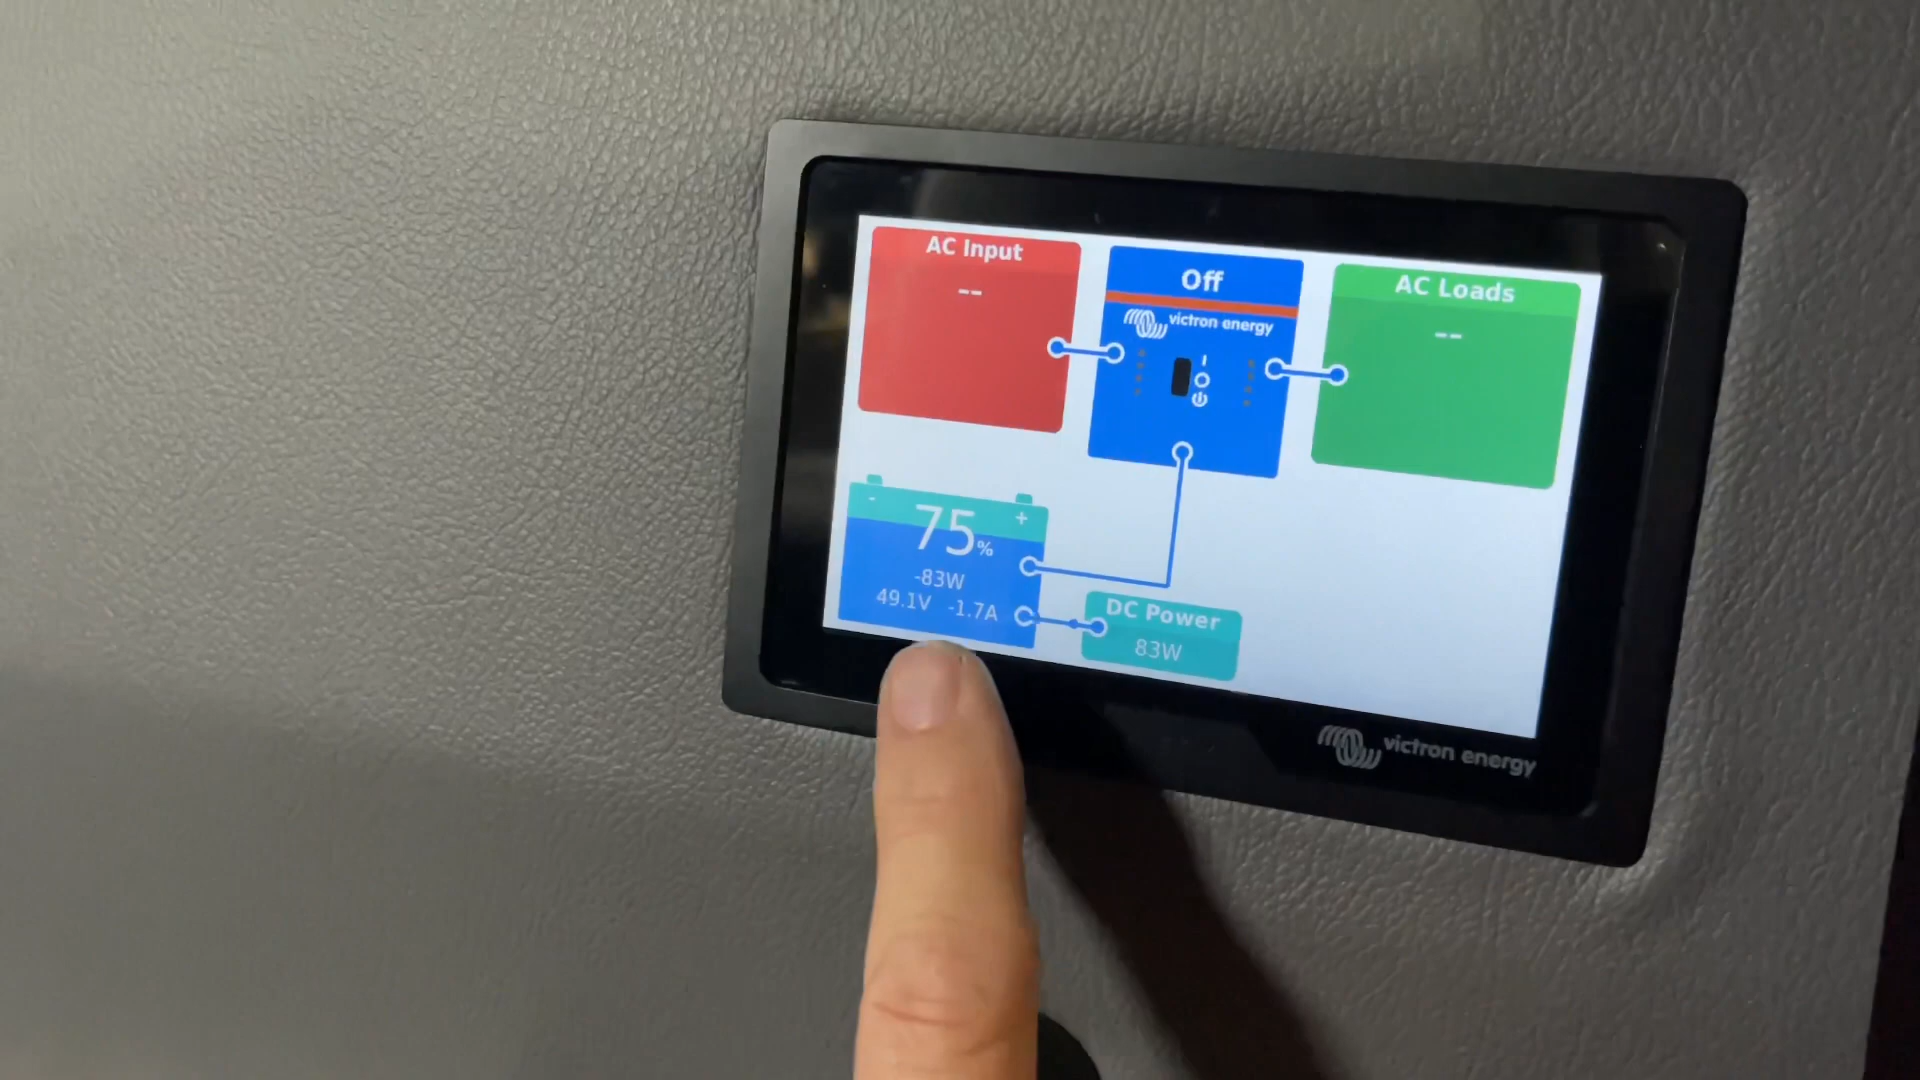 AC Input
--
Off
victron energy
AC Loads
--
- +
75%
-83W
49.1V -1.7A
DC Power
83W
victron energy